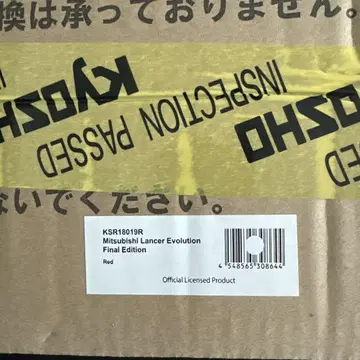 換は承っておりません。
KYOSHO INSPECTION PASSED KYOSHO
ないでください。
KSR18019R
Mitsubishi Lancer Evolution
Final Edition
Red
4 548565 308644
Official Licensed Product